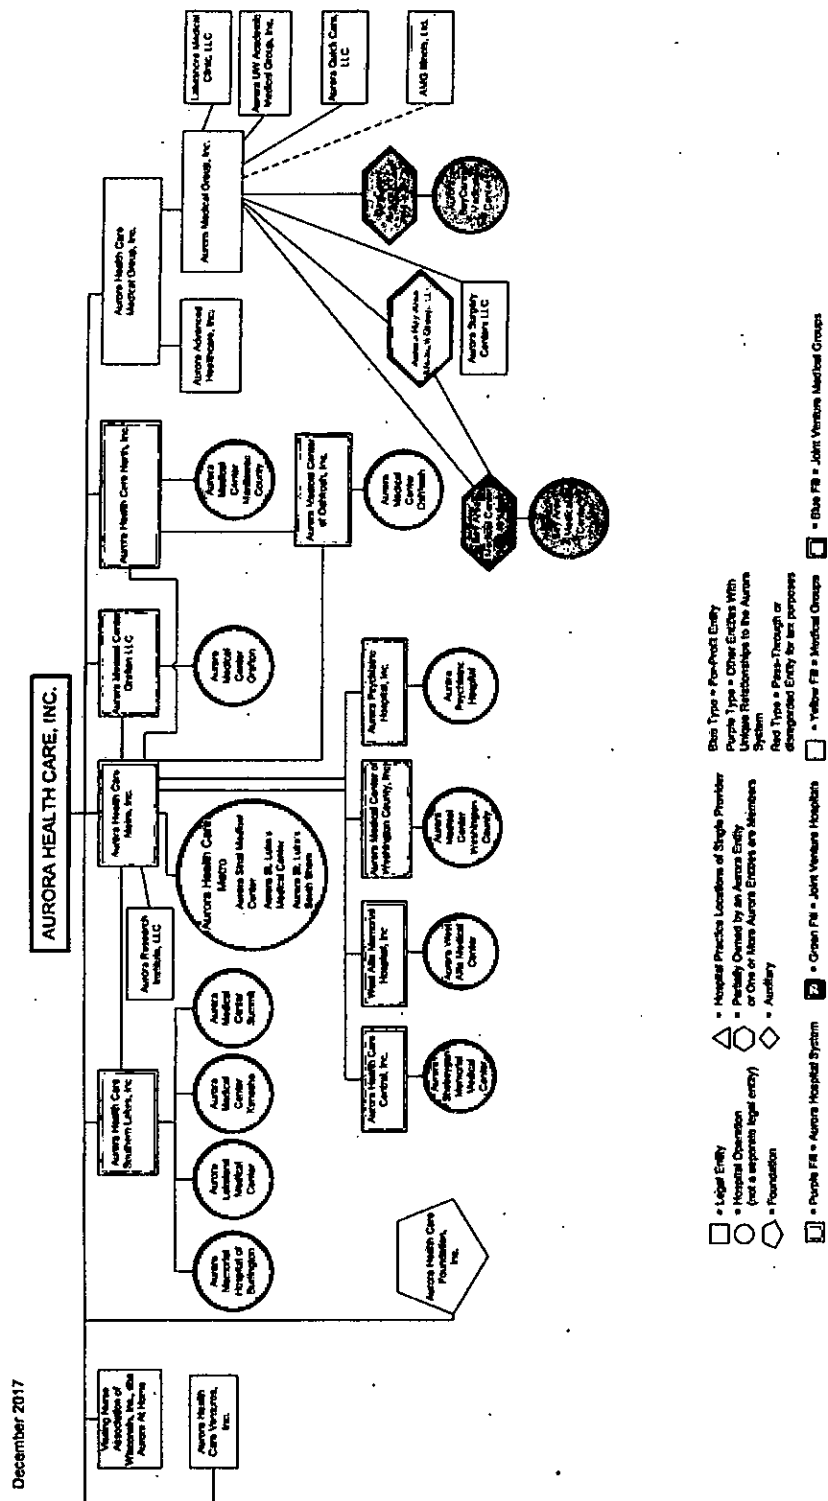 December 2017
AURORA HEALTH CARE, INC.
Visiting Nurse
Association of
Wisconsin, Inc., dba
Aurora At Home
Aurora Health
Care Ventures,
Inc.
Aurora Health Care
Foundation,
Inc.
Aurora Health Care
Southern Lakes, Inc
Aurora
Memorial
Hospital of
Burlington
Aurora
Lakeland
Medical
Center
Aurora
Medical
Center
Kenosha
Aurora
Medical
Center
Summit
Aurora Health Care
Metro, Inc.
Aurora Research
Institute, LLC
Aurora Health Care
Metro
Aurora Sinai Medical
Center
Aurora St. Luke's
Medical Center
Aurora St. Luke's
South Shore
Aurora Health Care
Central, Inc.
Aurora
Sheboygan
Memorial
Medical
Center
West Allis Memorial
Hospital, Inc
Aurora West
Allis Medical
Center
Aurora Medical Center of
Washington County, Inc
Aurora
Medical
Center
Washington
County
Aurora Psychiatric
Hospital, Inc
Aurora
Psychiatric
Hospital
Aurora Medical Center
Grafton LLC
Aurora
Medical
Center
Grafton
Aurora Health Care North, Inc.
Aurora
Medical
Center
Manitowoc
County
Aurora Medical Center
of Oshkosh, Inc.
Aurora
Medical
Center
Oshkosh
Aurora Health Care
Medical Group, Inc.
Aurora Advanced
Healthcare, Inc.
Aurora Medical Group, Inc.
Lakeshore Medical
Clinic, LLC
Aurora UW Academic
Medical Group, Inc.
Aurora Quick Care,
LLC
AMG Illinois, Ltd.
Aurora Surgery
Centers LLC
Aurora Bay Area
Medical Group, LLC
Bay Area
Medical Center
= Legal Entity
= Hospital Operation
(not a separate legal entity)
= Foundation
= Hospital Practice Locations of Single Provider
= Partially Owned by an Aurora Entity
or One or More Aurora Entities are Members
= Auxiliary
Blue Type = For-Profit Entity
Purple Type = Other Entities With
Unique Relationships to the Aurora
System
Red Type = Pass-Through or
disregarded Entity for tax purposes
= Purple Fill = Aurora Hospital System
= Green Fill = Joint Venture Hospitals
= Yellow Fill = Medical Groups
= Blue Fill = Joint Venture Medical Groups